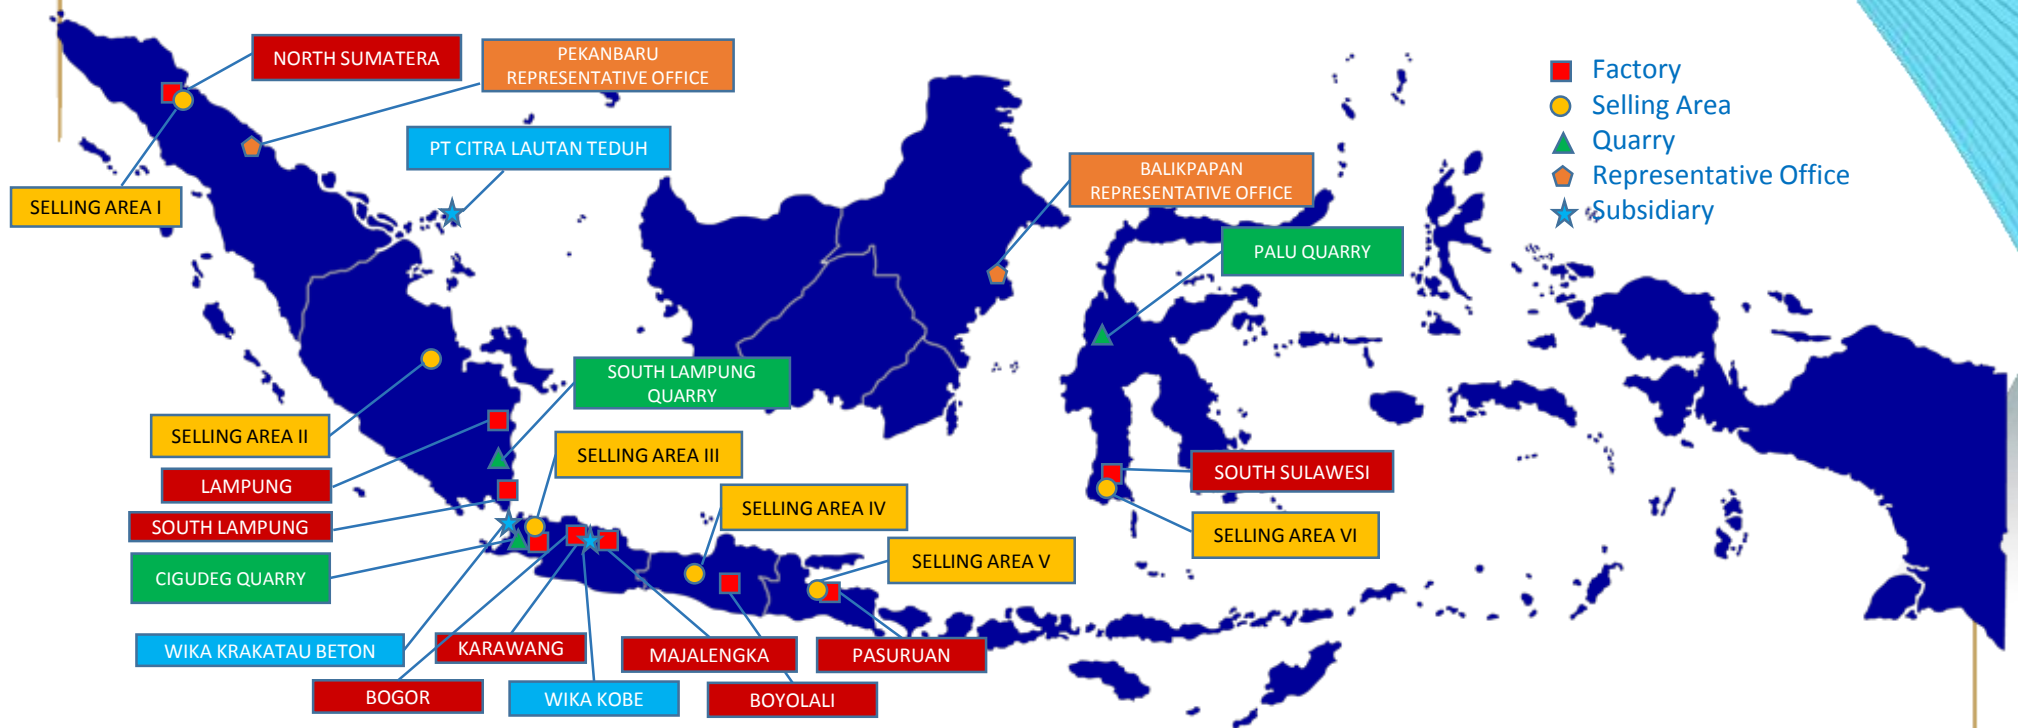 NORTH SUMATERA
PEKANBARU
REPRESENTATIVE OFFICE
PT CITRA LAUTAN TEDUH
SELLING AREA I
BALIKPAPAN
REPRESENTATIVE OFFICE
PALU QUARRY
Factory
Selling Area
Quarry
Representative Office
Subsidiary
SOUTH LAMPUNG
QUARRY
SELLING AREA II
SELLING AREA III
LAMPUNG
SOUTH LAMPUNG
CIGUDEG QUARRY
SELLING AREA IV
SELLING AREA V
SOUTH SULAWESI
SELLING AREA VI
WIKA KRAKATAU BETON
KARAWANG
MAJALENGKA
PASURUAN
BOGOR
WIKA KOBE
BOYOLALI